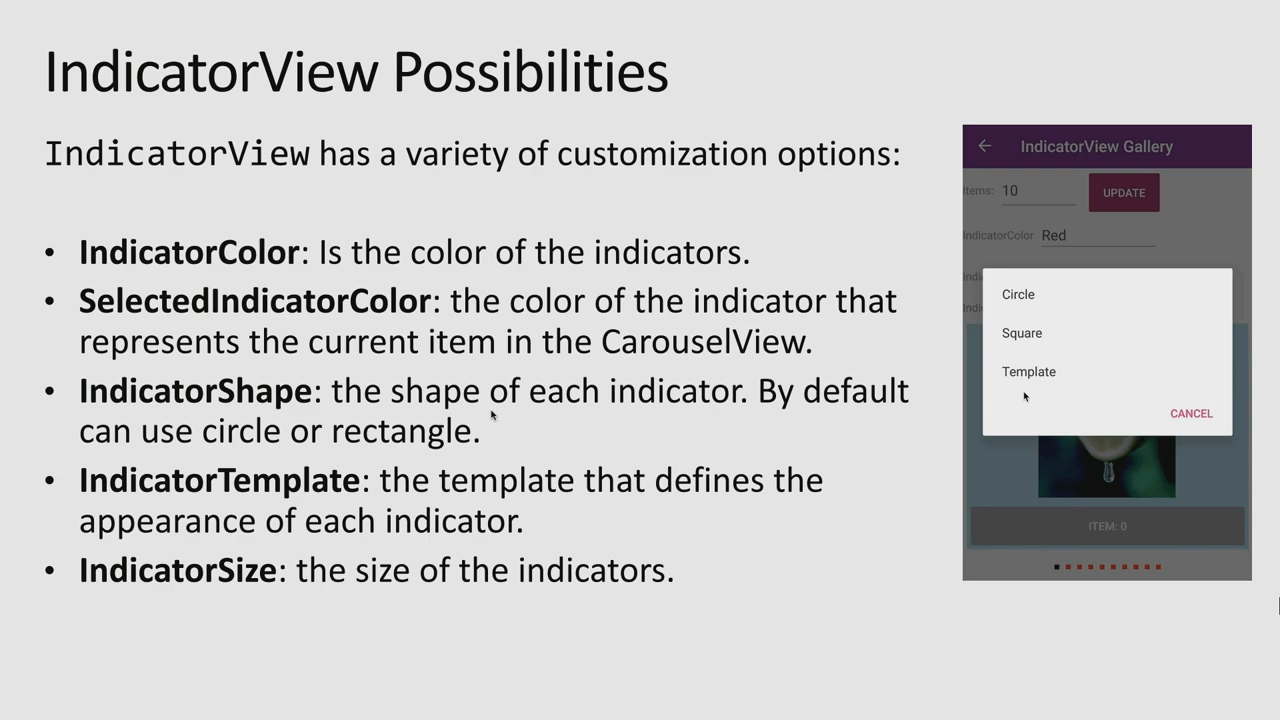 IndicatorView Possibilities
IndicatorView has a variety of customization options:
• IndicatorColor: Is the color of the indicators.
• SelectedIndicatorColor: the color of the indicator that
represents the current item in the CarouselView.
• IndicatorShape: the shape of each indicator. By default
can use circle or rectangle.
• IndicatorTemplate: the template that defines the
appearance of each indicator.
• IndicatorSize: the size of the indicators.
IndicatorView Gallery
Items: 10
UPDATE
IndicatorColor Red
Circle
Square
Template
CANCEL
ITEM: 0